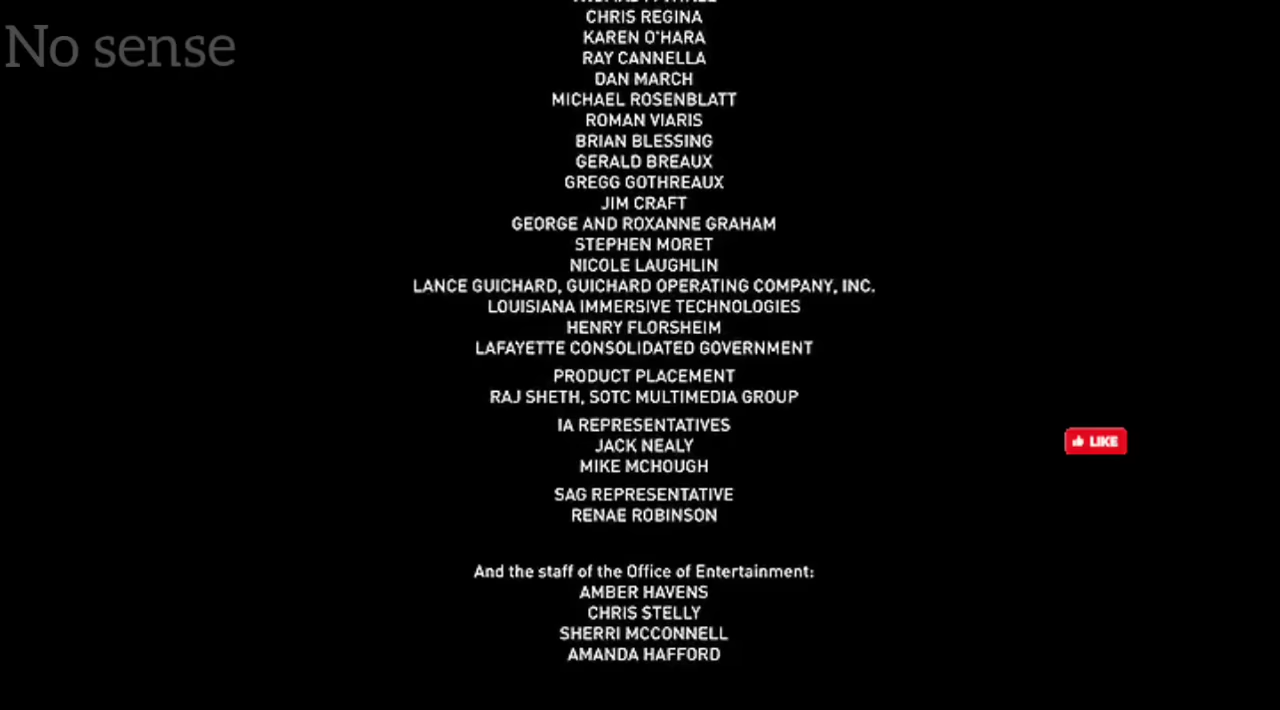 No sense
CHRIS REGINA
KAREN O'HARA
RAY CANNELLA
DAN MARCH
MICHAEL ROSENBLATT
ROMAN VIARIS
BRIAN BLESSING
GERALD BREAUX
GREGG GOTHREAUX
JIM CRAFT
GEORGE AND ROXANNE GRAHAM
STEPHEN MORET
NICOLE LAUGHLIN
LANCE GUICHARD, GUICHARD OPERATING COMPANY, INC.
LOUISIANA IMMERSIVE TECHNOLOGIES
HENRY FLORSHEIM
LAFAYETTE CONSOLIDATED GOVERNMENT
PRODUCT PLACEMENT
RAJ SHETH, SOTC MULTIMEDIA GROUP
IA REPRESENTATIVES
JACK NEALY
MIKE MCHOUGH
SAG REPRESENTATIVE
RENAE ROBINSON
And the staff of the Office of Entertainment:
AMBER HAVENS
CHRIS STELLY
SHERRI MCCONNELL
AMANDA HAFFORD
LIKE